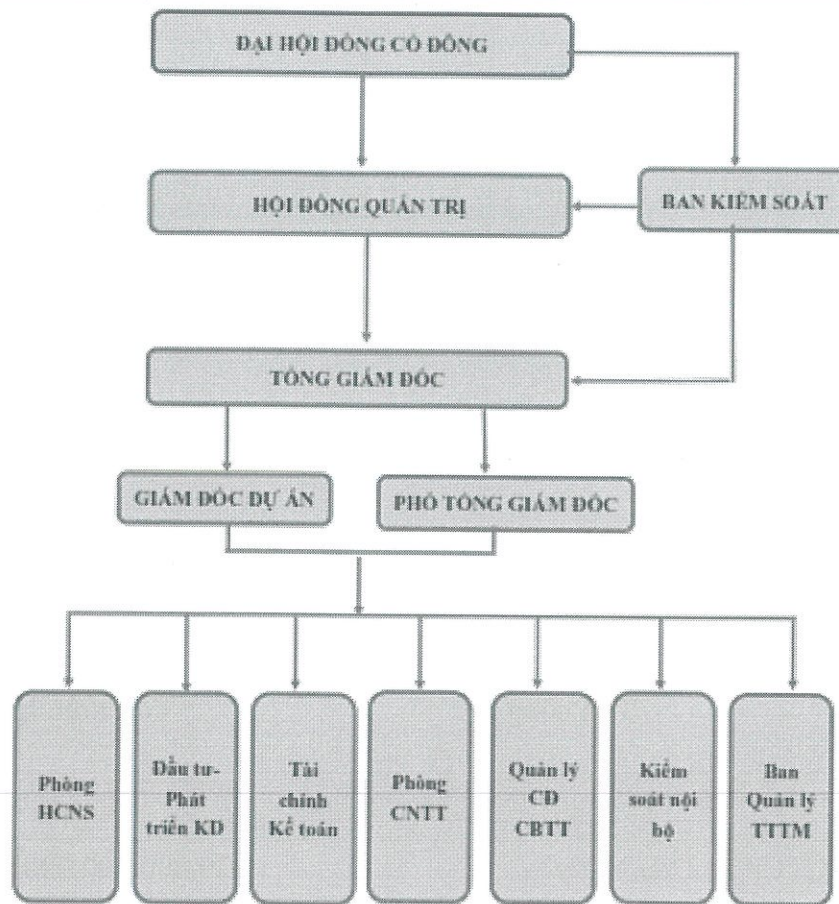 ĐẠI HỘI ĐỒNG CỔ ĐÔNG
HỘI ĐỒNG QUẢN TRỊ
BAN KIỂM SOÁT
TỔNG GIÁM ĐỐC
GIÁM ĐỐC DỰ ÁN
PHÓ TỔNG GIÁM ĐỐC
Phòng
HCNS
Đầu tư-
Phát
triển KD
Tài
chính
Kế toán
Phòng
CNTT
Quản lý
CĐ
CBTT
Kiểm
soát nội
bộ
Ban
Quản lý
TTTM